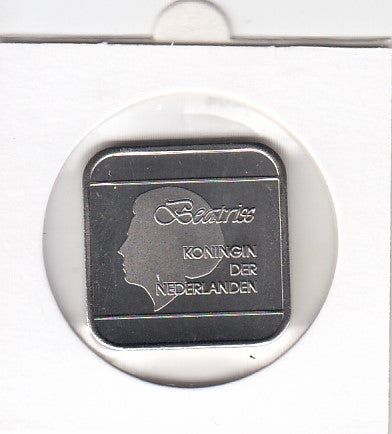 Beatrix
KONINGIN
DER
NEDERLANDEN